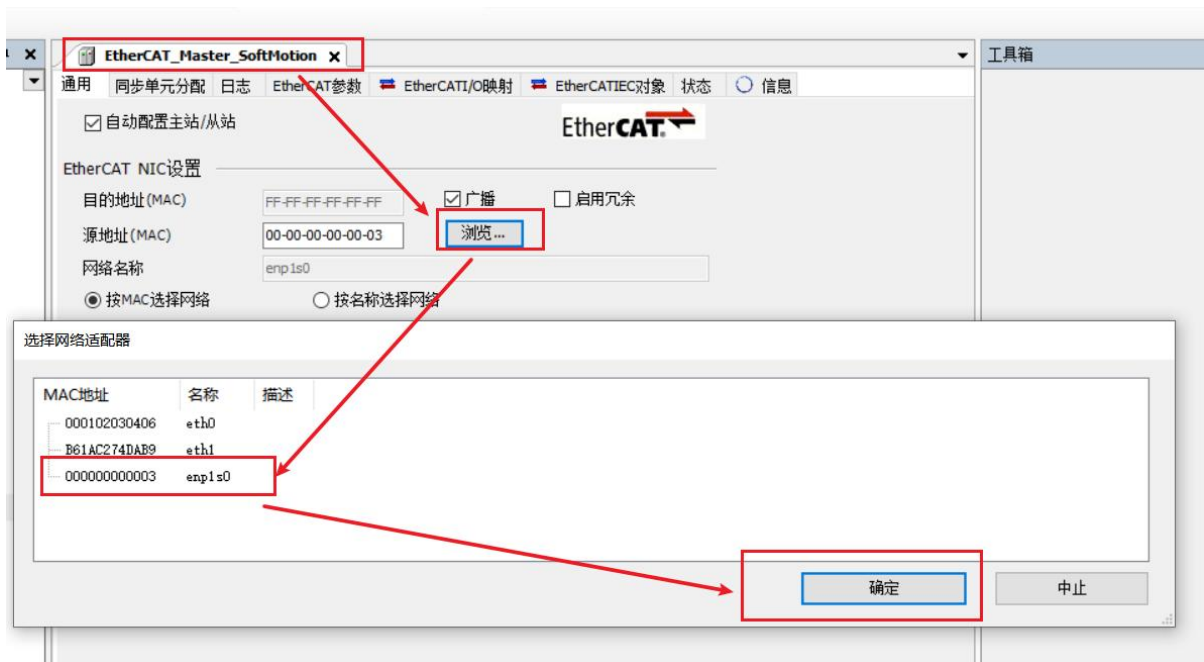 EtherCAT_Master_SoftMotion x
工具箱
通用 同步单元分配 日志 EtherCAT参数 EtherCATI/O映射 EtherCATIEC对象 状态 信息
自动配置主站/从站
EtherCAT.
EtherCAT NIC设置
目的地址(MAC) FF-FF-FF-FF-FF-FF 广播 启用冗余
源地址(MAC) 00-00-00-00-00-03 浏览...
网络名称 enp1s0
按MAC选择网络 按名称选择网络
选择网络适配器
MAC地址 名称 描述
000102030406 eth0
B61AC274DAB9 eth1
000000000003 enp1s0
确定 中止